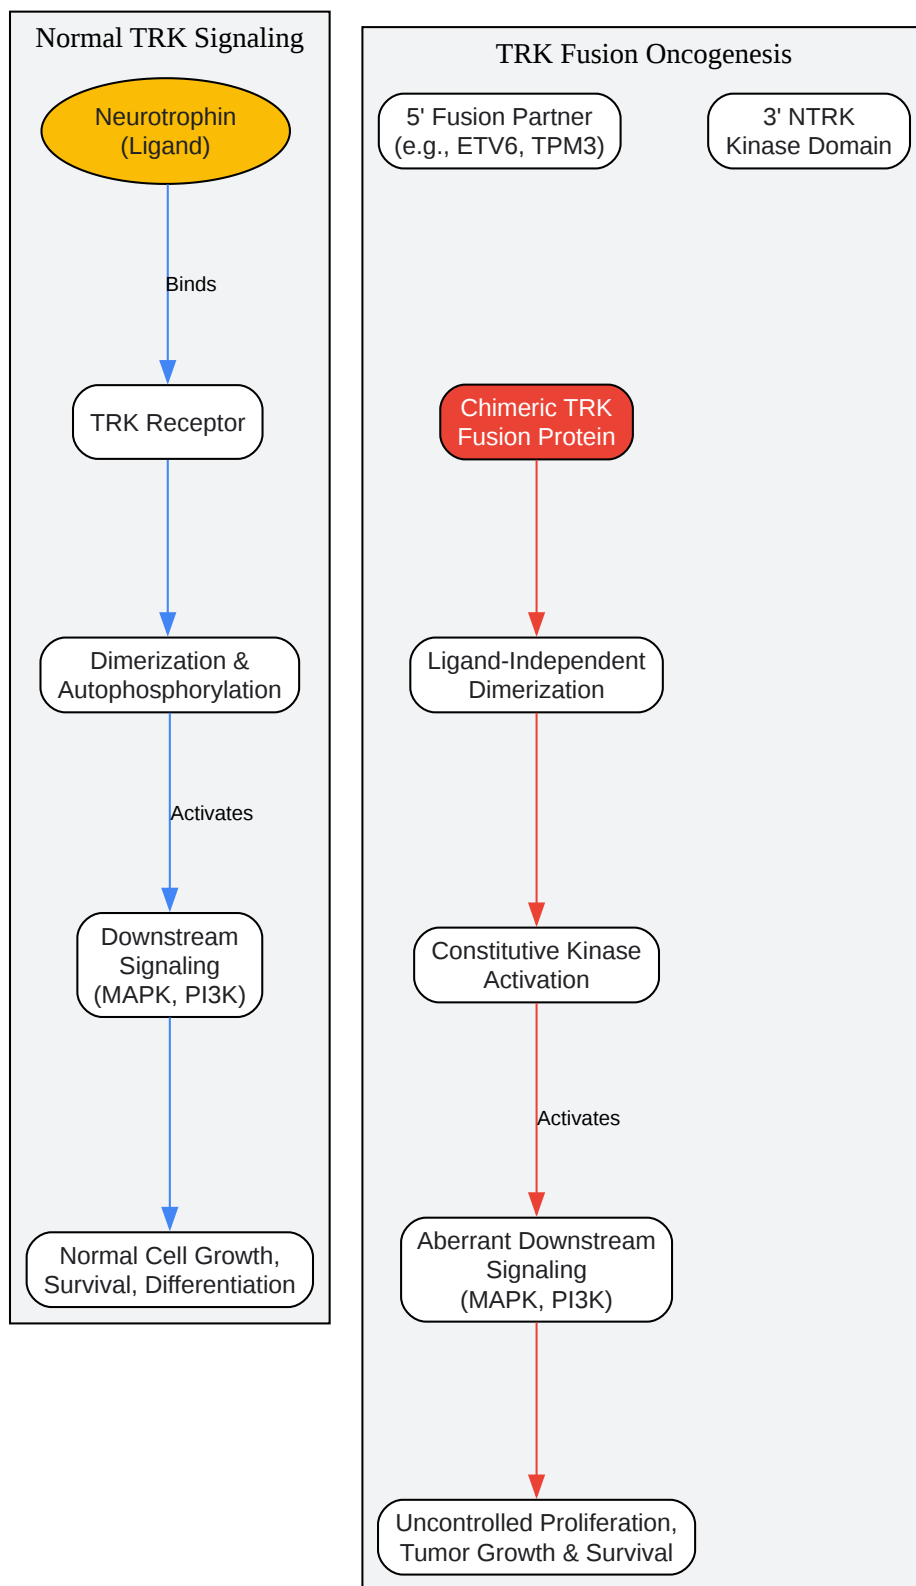 Normal TRK Signaling
Neurotrophin
(Ligand)
Binds
TRK Receptor
Dimerization &
Autophosphorylation
Activates
Downstream
Signaling
(MAPK, PI3K)
Normal Cell Growth,
Survival, Differentiation
TRK Fusion Oncogenesis
5' Fusion Partner
(e.g., ETV6, TPM3)
3' NTRK
Kinase Domain
Chimeric TRK
Fusion Protein
Ligand-Independent
Dimerization
Constitutive Kinase
Activation
Activates
Aberrant Downstream
Signaling
(MAPK, PI3K)
Uncontrolled Proliferation,
Tumor Growth & Survival